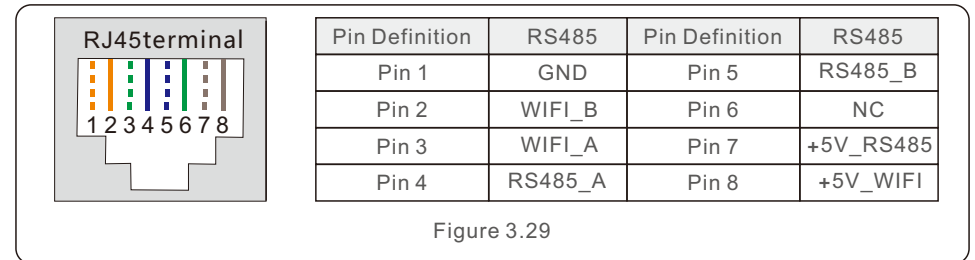 RJ45terminal
12345678
Pin Definition RS485 Pin Definition RS485
Pin 1 GND Pin 5 RS485_B
Pin 2 WIFI_B Pin 6 NC
Pin 3 WIFI_A Pin 7 +5V_RS485
Pin 4 RS485_A Pin 8 +5V_WIFI
Figure 3.29